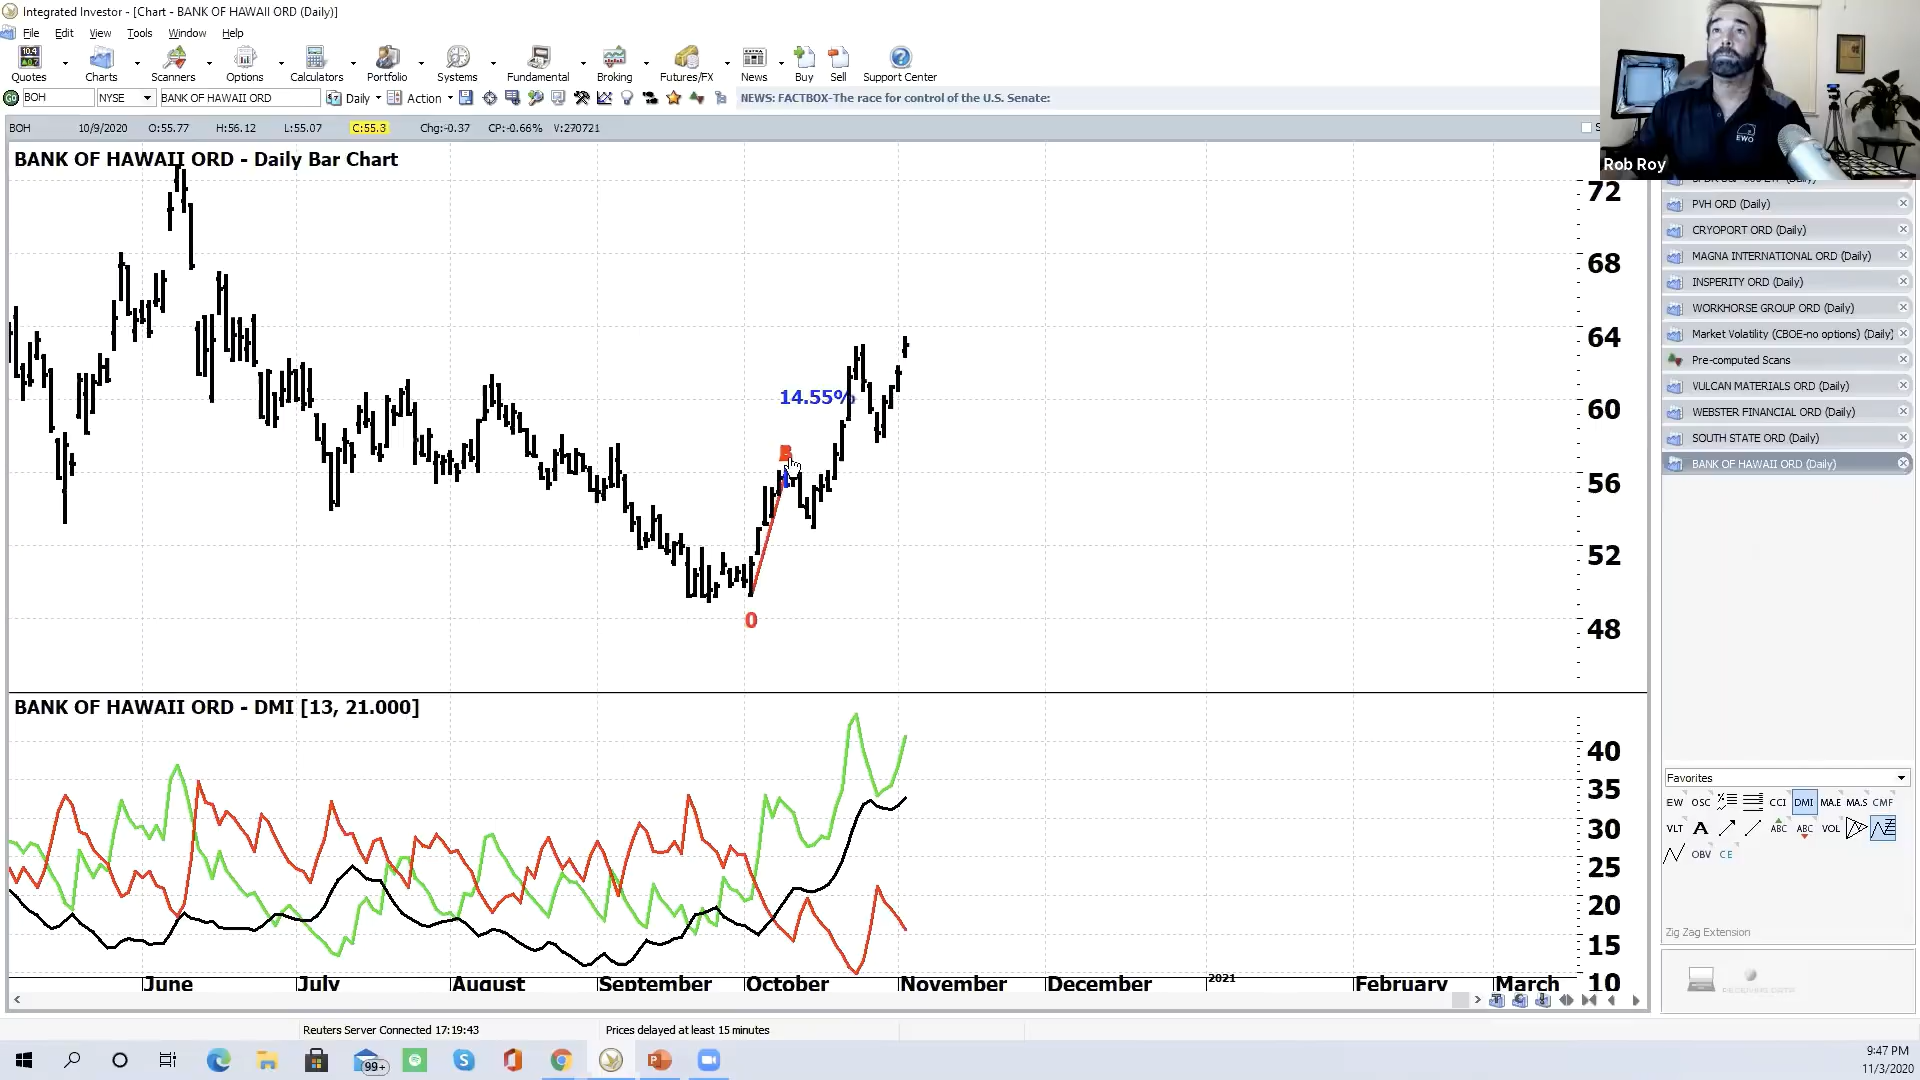 Integrated Investor - [Chart - BANK OF HAWAII ORD (Daily)]
File Edit View Tools Window Help
Quotes Charts Scanners Options Calculators Portfolio Systems Fundamental Broking Futures/FX News Buy Sell Support Center
BOH NYSE BANK OF HAWAII ORD Daily Action NEWS: FACTBOX-The race for control of the U.S. Senate:
BOH 10/9/2020 O:55.77 H:56.12 L:55.07 C:55.3 Chg:-0.37 CP:-0.66% V:270721
EWO
Rob Roy
BANK OF HAWAII ORD - Daily Bar Chart
72
68
64
60
56
52
48
14.55%
B
1
0
BANK OF HAWAII ORD - DMI [13, 21.000]
40
35
30
25
20
15
10
June July August September October November December 2021 February March
PVH ORD (Daily)
CRYOPORT ORD (Daily)
MAGNA INTERNATIONAL ORD (Daily)
INSPERITY ORD (Daily)
WORKHORSE GROUP ORD (Daily)
Market Volatility (CBOE-no options) (Daily)
Pre-computed Scans
VULCAN MATERIALS ORD (Daily)
WEBSTER FINANCIAL ORD (Daily)
SOUTH STATE ORD (Daily)
BANK OF HAWAII ORD (Daily)
Favorites
EW OSC CCI DMI MA.E MA.S CMF
VLT A ABC ABC VOL
OBV CE
Zig Zag Extension
RECEIVING DATA
Reuters Server Connected 17:19:43 Prices delayed at least 15 minutes
99+
9:47 PM
11/3/2020